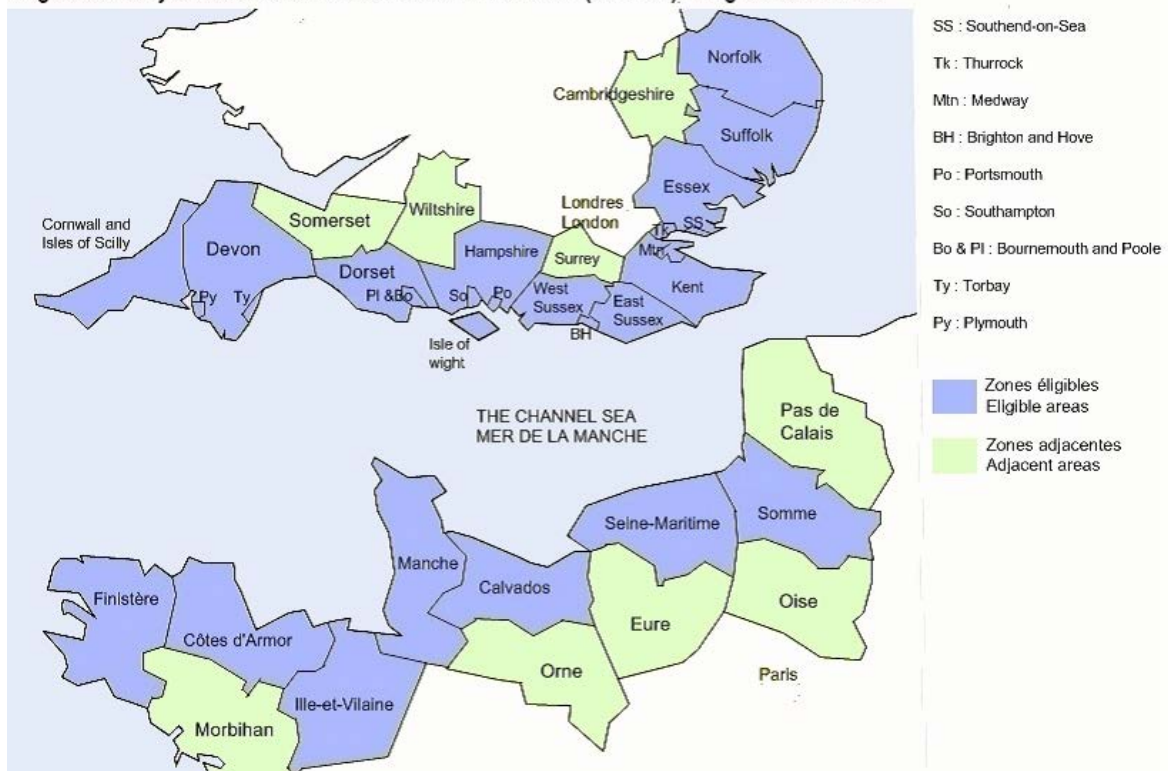 SS : Southend-on-Sea
Tk : Thurrock
Mtn : Medway
BH : Brighton and Hove
Po : Portsmouth
So : Southampton
Bo & Pl : Bournemouth and Poole
Ty : Torbay
Py : Plymouth
Zones éligibles
Eligible areas
Zones adjacentes
Adjacent areas
Norfolk
Cambridgeshire
Suffolk
Essex
Londres
London
SS
Tk
Mtn
Wiltshire
Somerset
Cornwall and
Isles of Scilly
Devon
Hampshire
Surrey
Dorset
Kent
Py
Ty
Pl &Bo
So
Po
West
Sussex
East
Sussex
BH
Isle of
wight
THE CHANNEL SEA
MER DE LA MANCHE
Pas de
Calais
Seine-Maritime
Somme
Manche
Calvados
Finistère
Oise
Eure
Côtes d'Armor
Orne
Paris
Ille-et-Vilaine
Morbihan